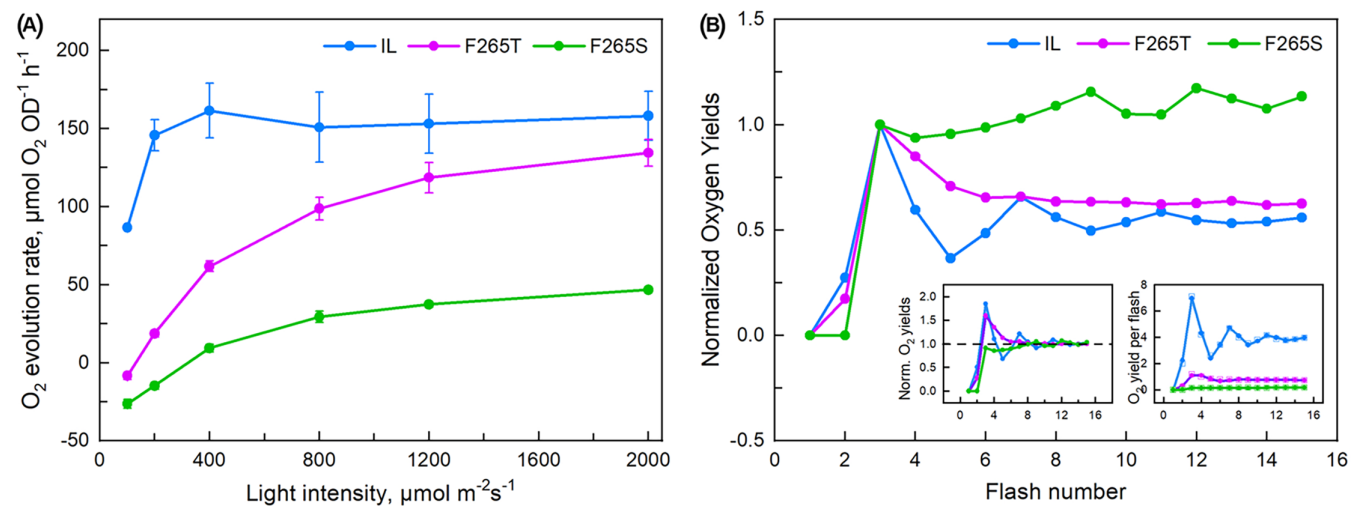 (A)
IL F265T F265S
O₂ evolution rate, µmol O₂ OD⁻¹ h⁻¹
200
150
100
50
0
-50
0 400 800 1200 1600 2000
Light intensity, µmol m⁻²s⁻¹
(B)
IL F265T F265S
Normalized Oxygen Yields
1.5
1.0
0.5
0.0
-0.5
0 2 4 6 8 10 12 14 16
Flash number
Norm. O₂ yields
2.0
1.5
1.0
0.5
0.0
0 4 8 12 16
O₂ yield per flash
8
6
4
2
0
0 4 8 12 16